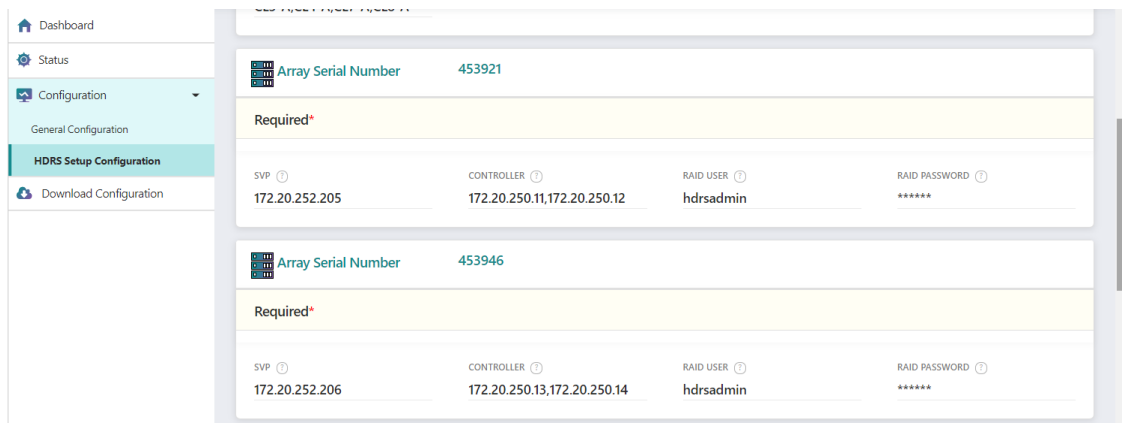 Dashboard
Status
Configuration
General Configuration
HDRS Setup Configuration
Download Configuration
Array Serial Number 453921
Required*
SVP ? CONTROLLER ? RAID USER ? RAID PASSWORD ?
172.20.252.205 172.20.250.11,172.20.250.12 hdrsadmin ******
Array Serial Number 453946
Required*
SVP ? CONTROLLER ? RAID USER ? RAID PASSWORD ?
172.20.252.206 172.20.250.13,172.20.250.14 hdrsadmin ******